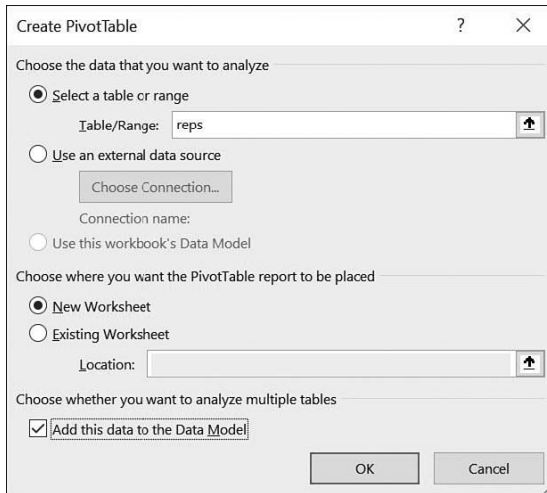 Create PivotTable ? ×
Choose the data that you want to analyze
Select a table or range
Table/Range: reps
Use an external data source
Choose Connection...
Connection name:
Use this workbook's Data Model
Choose where you want the PivotTable report to be placed
New Worksheet
Existing Worksheet
Location:
Choose whether you want to analyze multiple tables
Add this data to the Data Model
OK Cancel